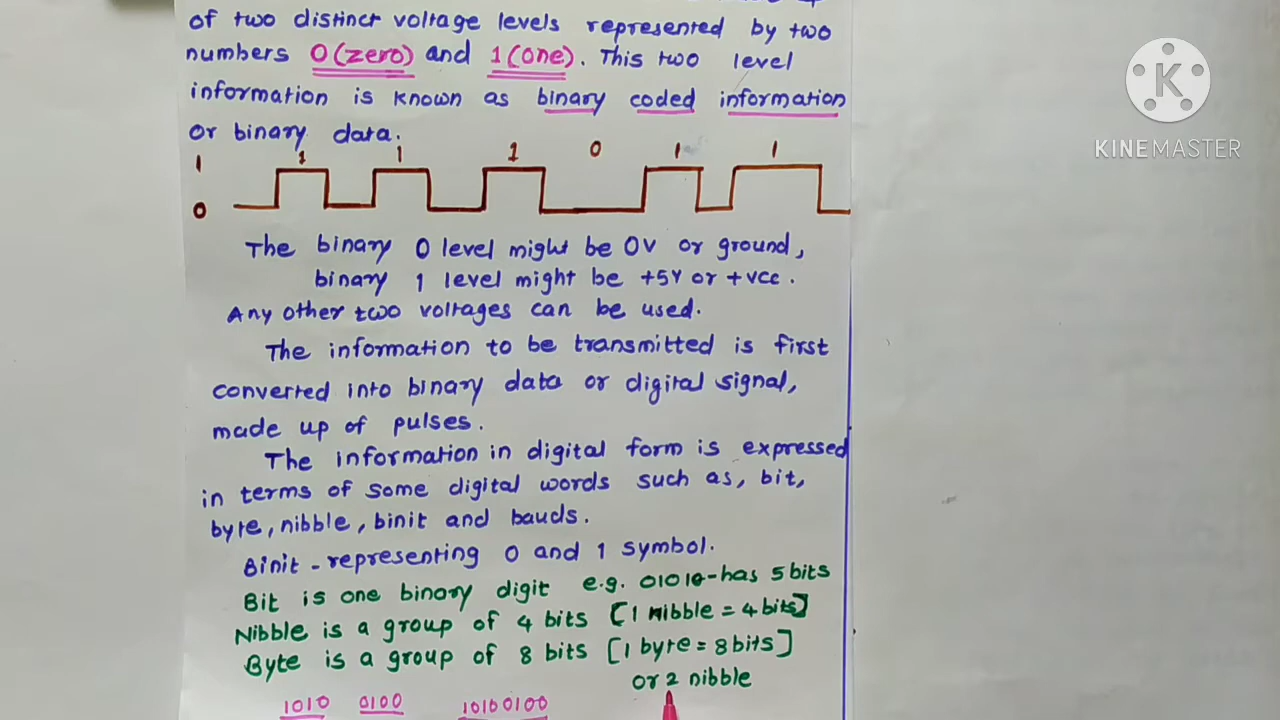 of two distinct voltage levels represented by two
numbers 0 (zero) and 1 (one). This two level
information is known as binary coded information
or binary data.
1 1 1 1 0 1 1
0
The binary 0 level might be 0V or ground,
binary 1 level might be +5V or +Vcc.
Any other two voltages can be used.
The information to be transmitted is first
converted into binary data or digital signal,
made up of pulses.
The information in digital form is expressed
in terms of some digital words such as, bit,
byte, nibble, binit and bauds.
Binit - representing 0 and 1 symbol.
Bit is one binary digit e.g. 01010-has 5 bits
Nibble is a group of 4 bits [1 nibble = 4 bits]
Byte is a group of 8 bits [1 byte = 8 bits]
or 2 nibble
1010 0100 10100100
K
KINEMASTER